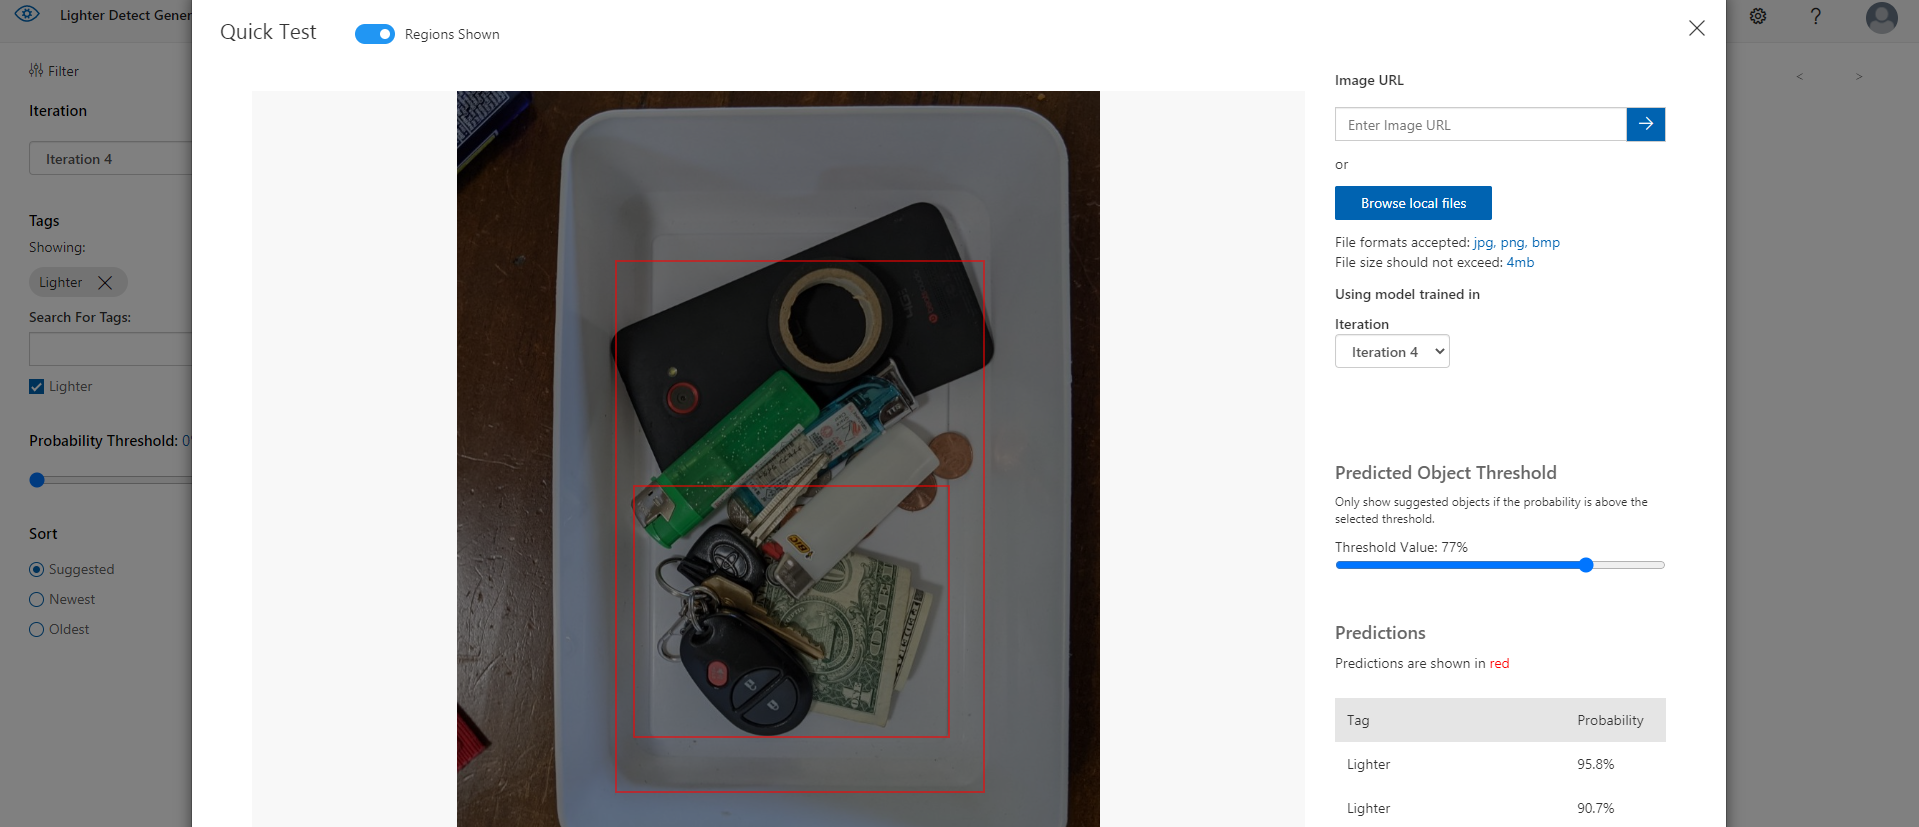 Lighter Detect Gener
Quick Test
Regions Shown
Filter
Iteration
Iteration 4
Tags
Showing:
Lighter
Search For Tags:
Lighter
Probability Threshold: 0
Sort
Suggested
Newest
Oldest
BIC
ONE
Image URL
Enter Image URL
or
Browse local files
File formats accepted: jpg, png, bmp
File size should not exceed: 4mb
Using model trained in
Iteration
Iteration 4
Predicted Object Threshold
Only show suggested objects if the probability is above the
selected threshold.
Threshold Value: 77%
Predictions
Predictions are shown in red
Tag Probability
Lighter 95.8%
Lighter 90.7%